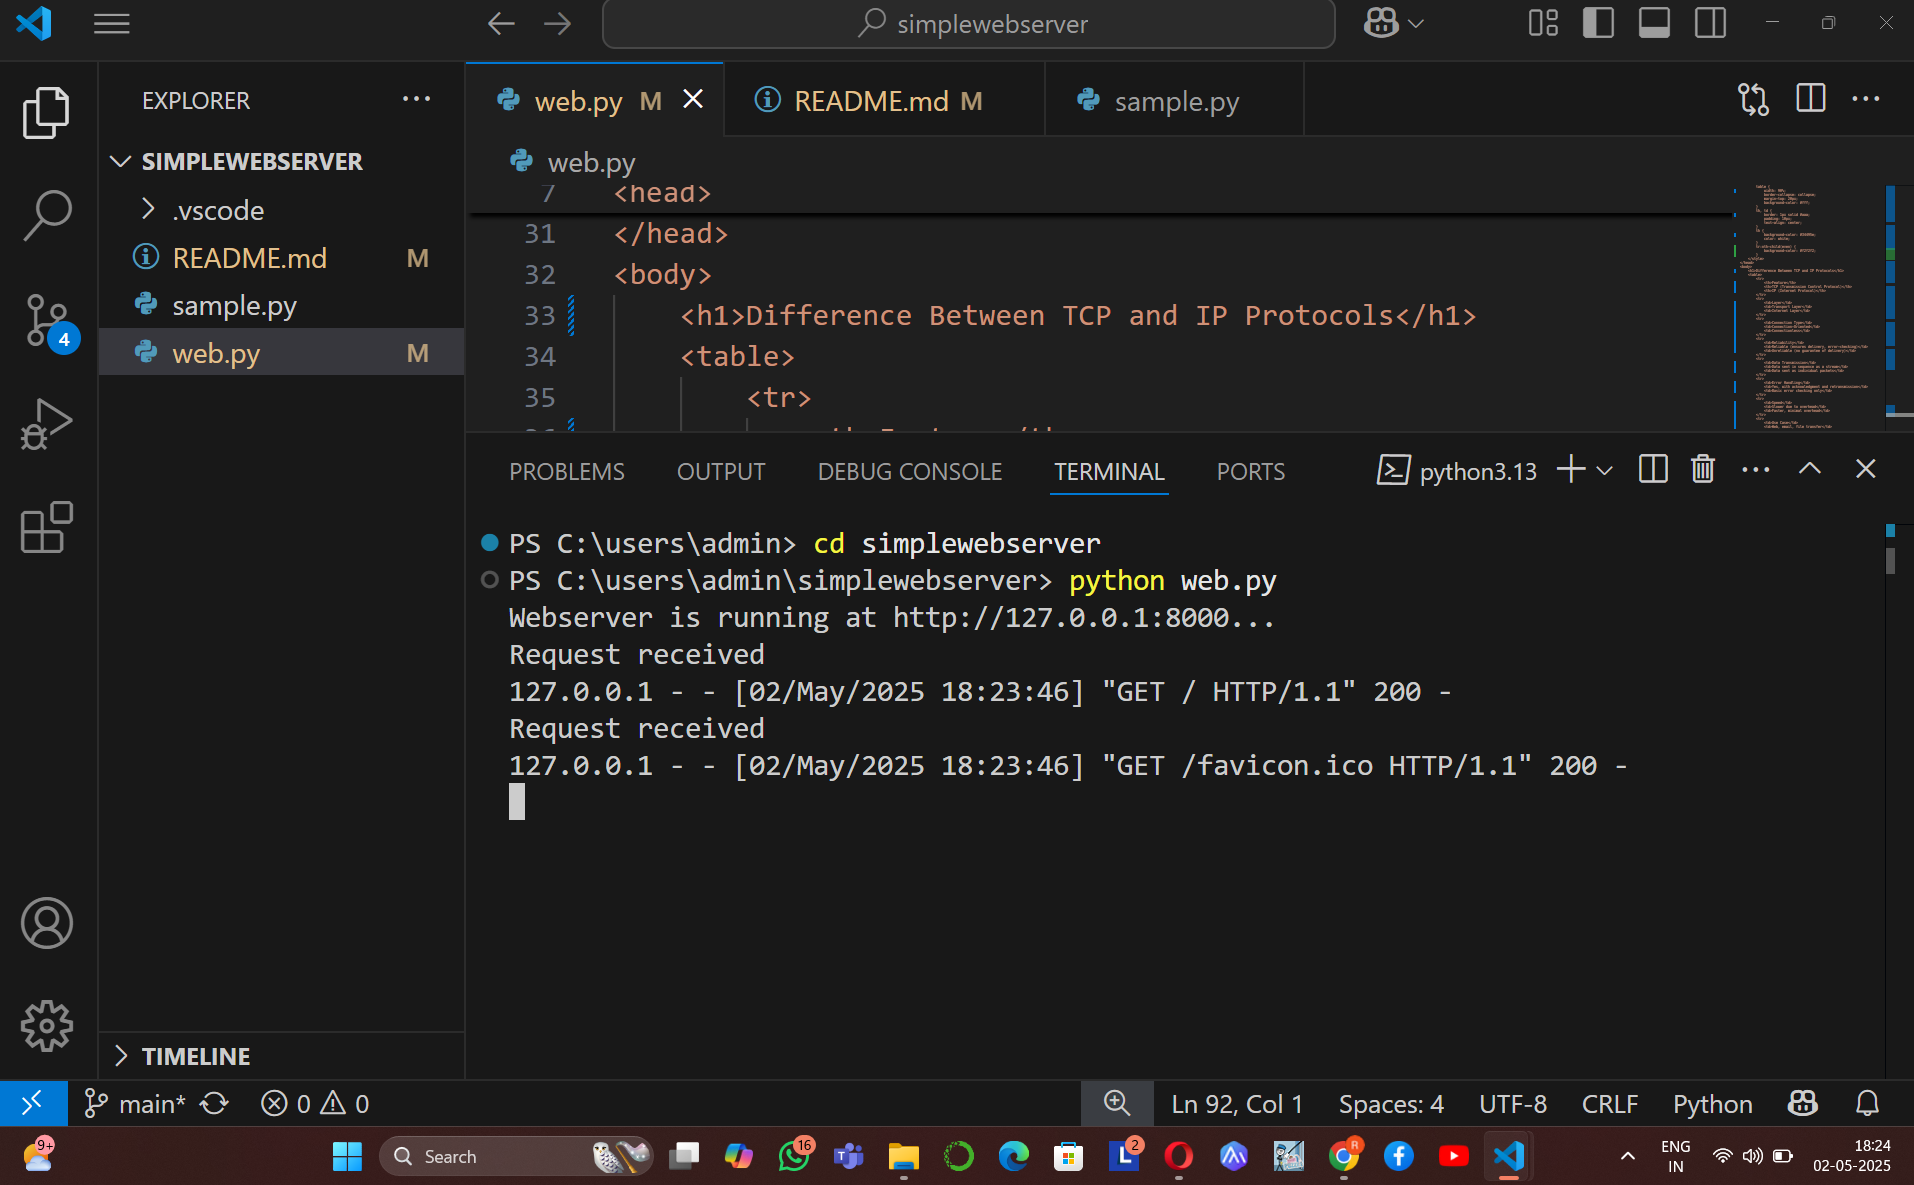 simplewebserver
EXPLORER
SIMPLEWEBSERVER
.vscode
README.md M
sample.py
web.py M
4
TIMELINE
web.py M
README.md M
sample.py
web.py
7 <head>
31 </head>
32 <body>
33 <h1>Difference Between TCP and IP Protocols</h1>
34 <table>
35 <tr>
PROBLEMS OUTPUT DEBUG CONSOLE TERMINAL PORTS
python3.13
PS C:\users\admin> cd simplewebserver
PS C:\users\admin\simplewebserver> python web.py
Webserver is running at http://127.0.0.1:8000...
Request received
127.0.0.1 - - [02/May/2025 18:23:46] "GET / HTTP/1.1" 200 -
Request received
127.0.0.1 - - [02/May/2025 18:23:46] "GET /favicon.ico HTTP/1.1" 200 -
main* 0 0
Ln 92, Col 1 Spaces: 4 UTF-8 CRLF Python
9+
Search
16
2
R
ENG
IN
18:24
02-05-2025